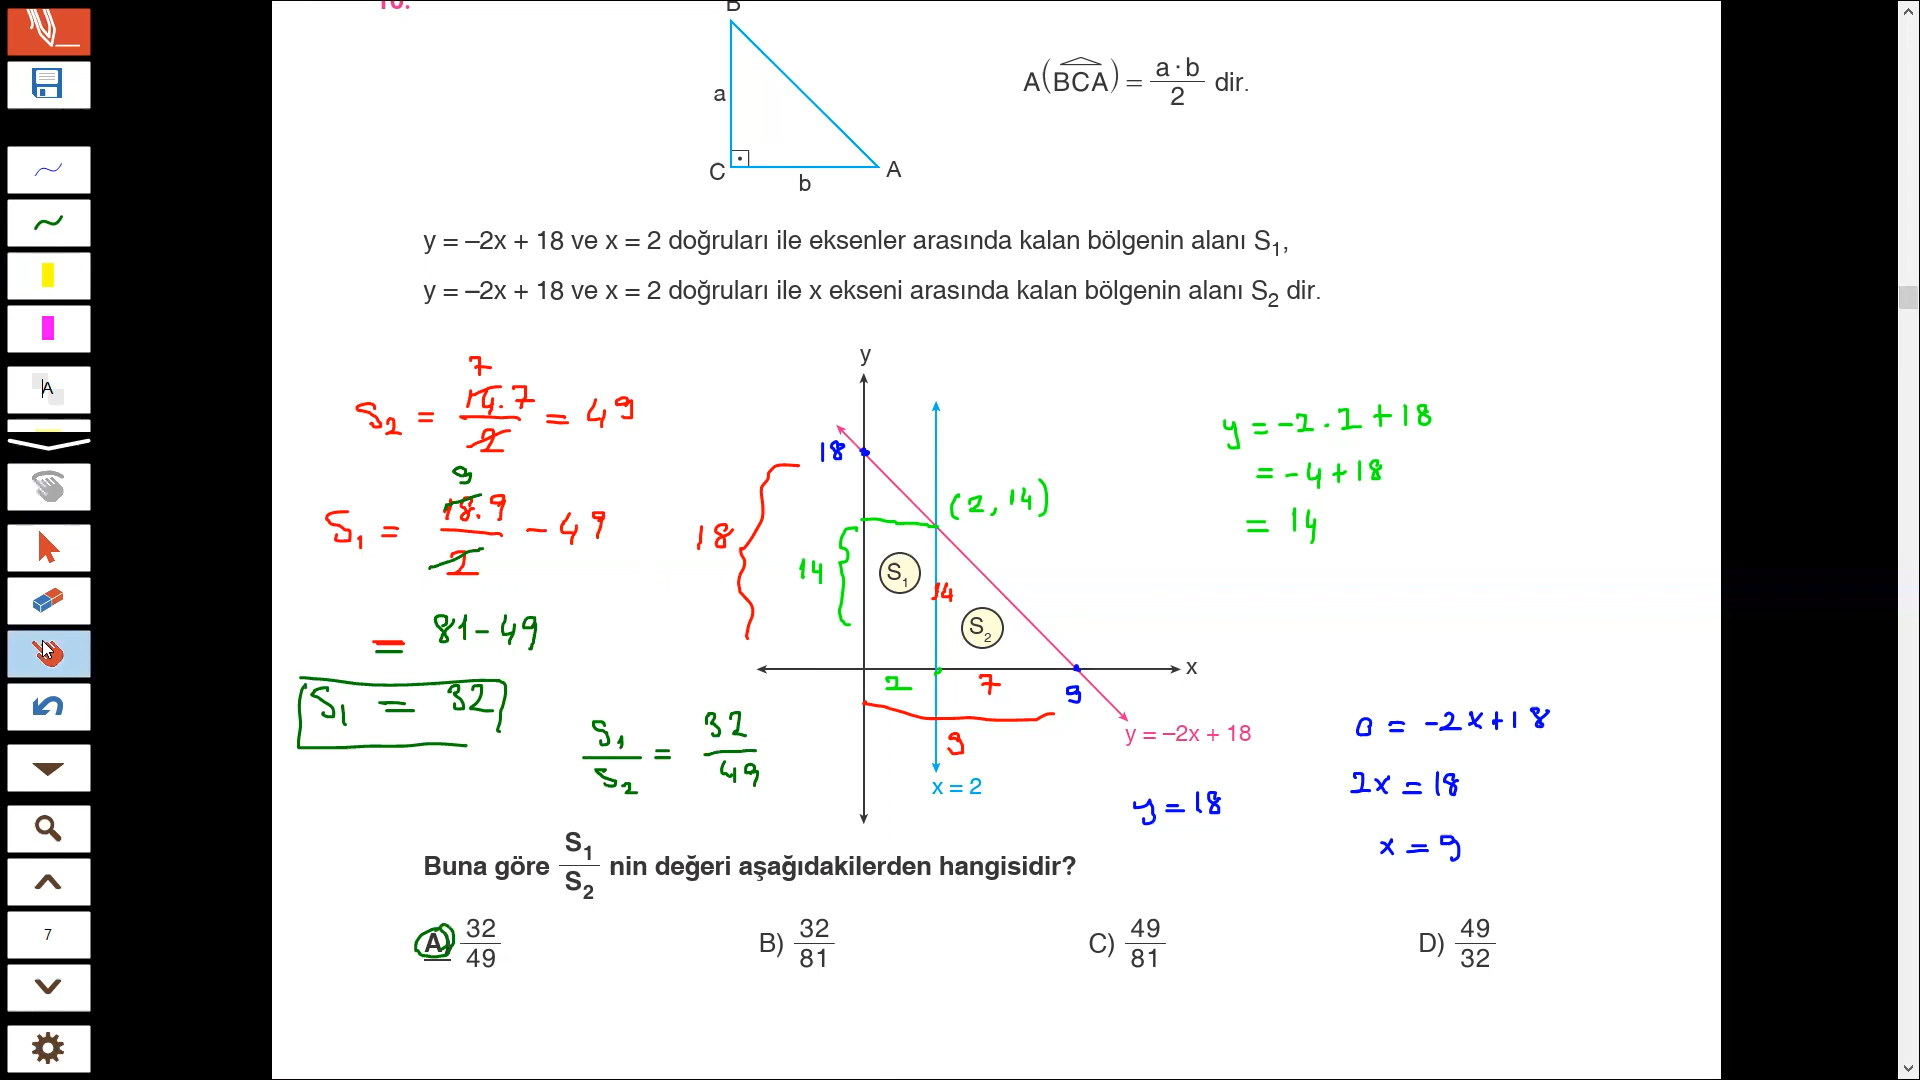 10.
B
a
C
b
A
A(BCA) = a·b/2 dir.
y = –2x + 18 ve x = 2 doğruları ile eksenler arasında kalan bölgenin alanı S₁,
y = –2x + 18 ve x = 2 doğruları ile x ekseni arasında kalan bölgenin alanı S₂ dir.
7
S₂ = 14.7/2 = 49
9
S₁ = 18.9/2 – 49
= 81 – 49
S₁ = 32
S₁/S₂ = 32/49
y
18
18
14
(2, 14)
S₁
14
S₂
x
2
7
9
9
y = –2x + 18
x = 2
y = -2 . 2 + 18
= -4 + 18
= 14
y = 18
0 = -2x + 18
2x = 18
x = 9
Buna göre S₁/S₂ nin değeri aşağıdakilerden hangisidir?
A) 32/49
B) 32/81
C) 49/81
D) 49/32
A
7